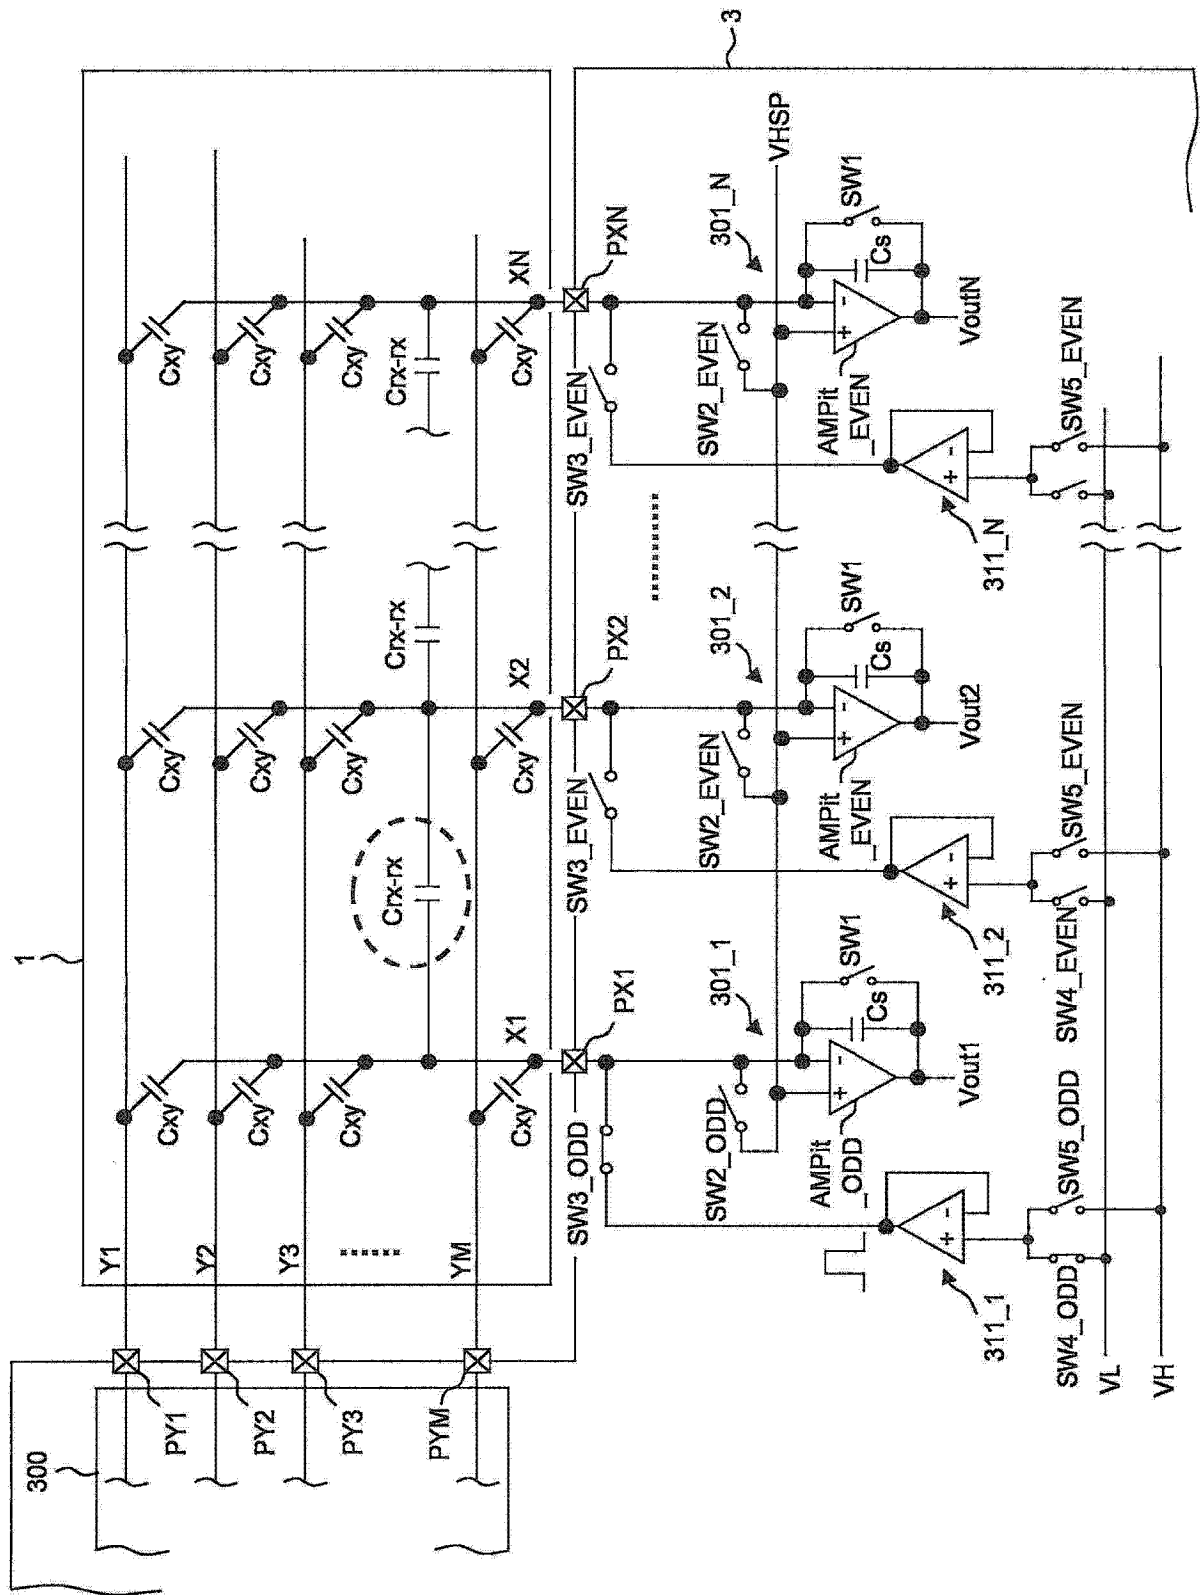 1
3
300
Y1
Y2
Y3
YM
PY1
PY2
PY3
PYM
Cxy
Cxy
Cxy
Cxy
Cxy
Cxy
Cxy
Cxy
Cxy
Cxy
Cxy
Cxy
Crx-rx
Crx-rx
Crx-rx
X1
X2
XN
PX1
PX2
PXN
SW3_ODD
SW3_EVEN
SW3_EVEN
SW2_ODD
SW2_EVEN
SW2_EVEN
301_1
301_2
301_N
VHSP
AMPit
_ODD
AMPit
_EVEN
AMPit
_EVEN
+
-
+
-
+
-
Cs
SW1
Cs
SW1
Cs
SW1
Vout1
Vout2
VoutN
311_1
311_2
311_N
+
-
+
-
+
-
SW4_ODD
SW5_ODD
SW4_EVEN
SW5_EVEN
SW5_EVEN
VL
VH